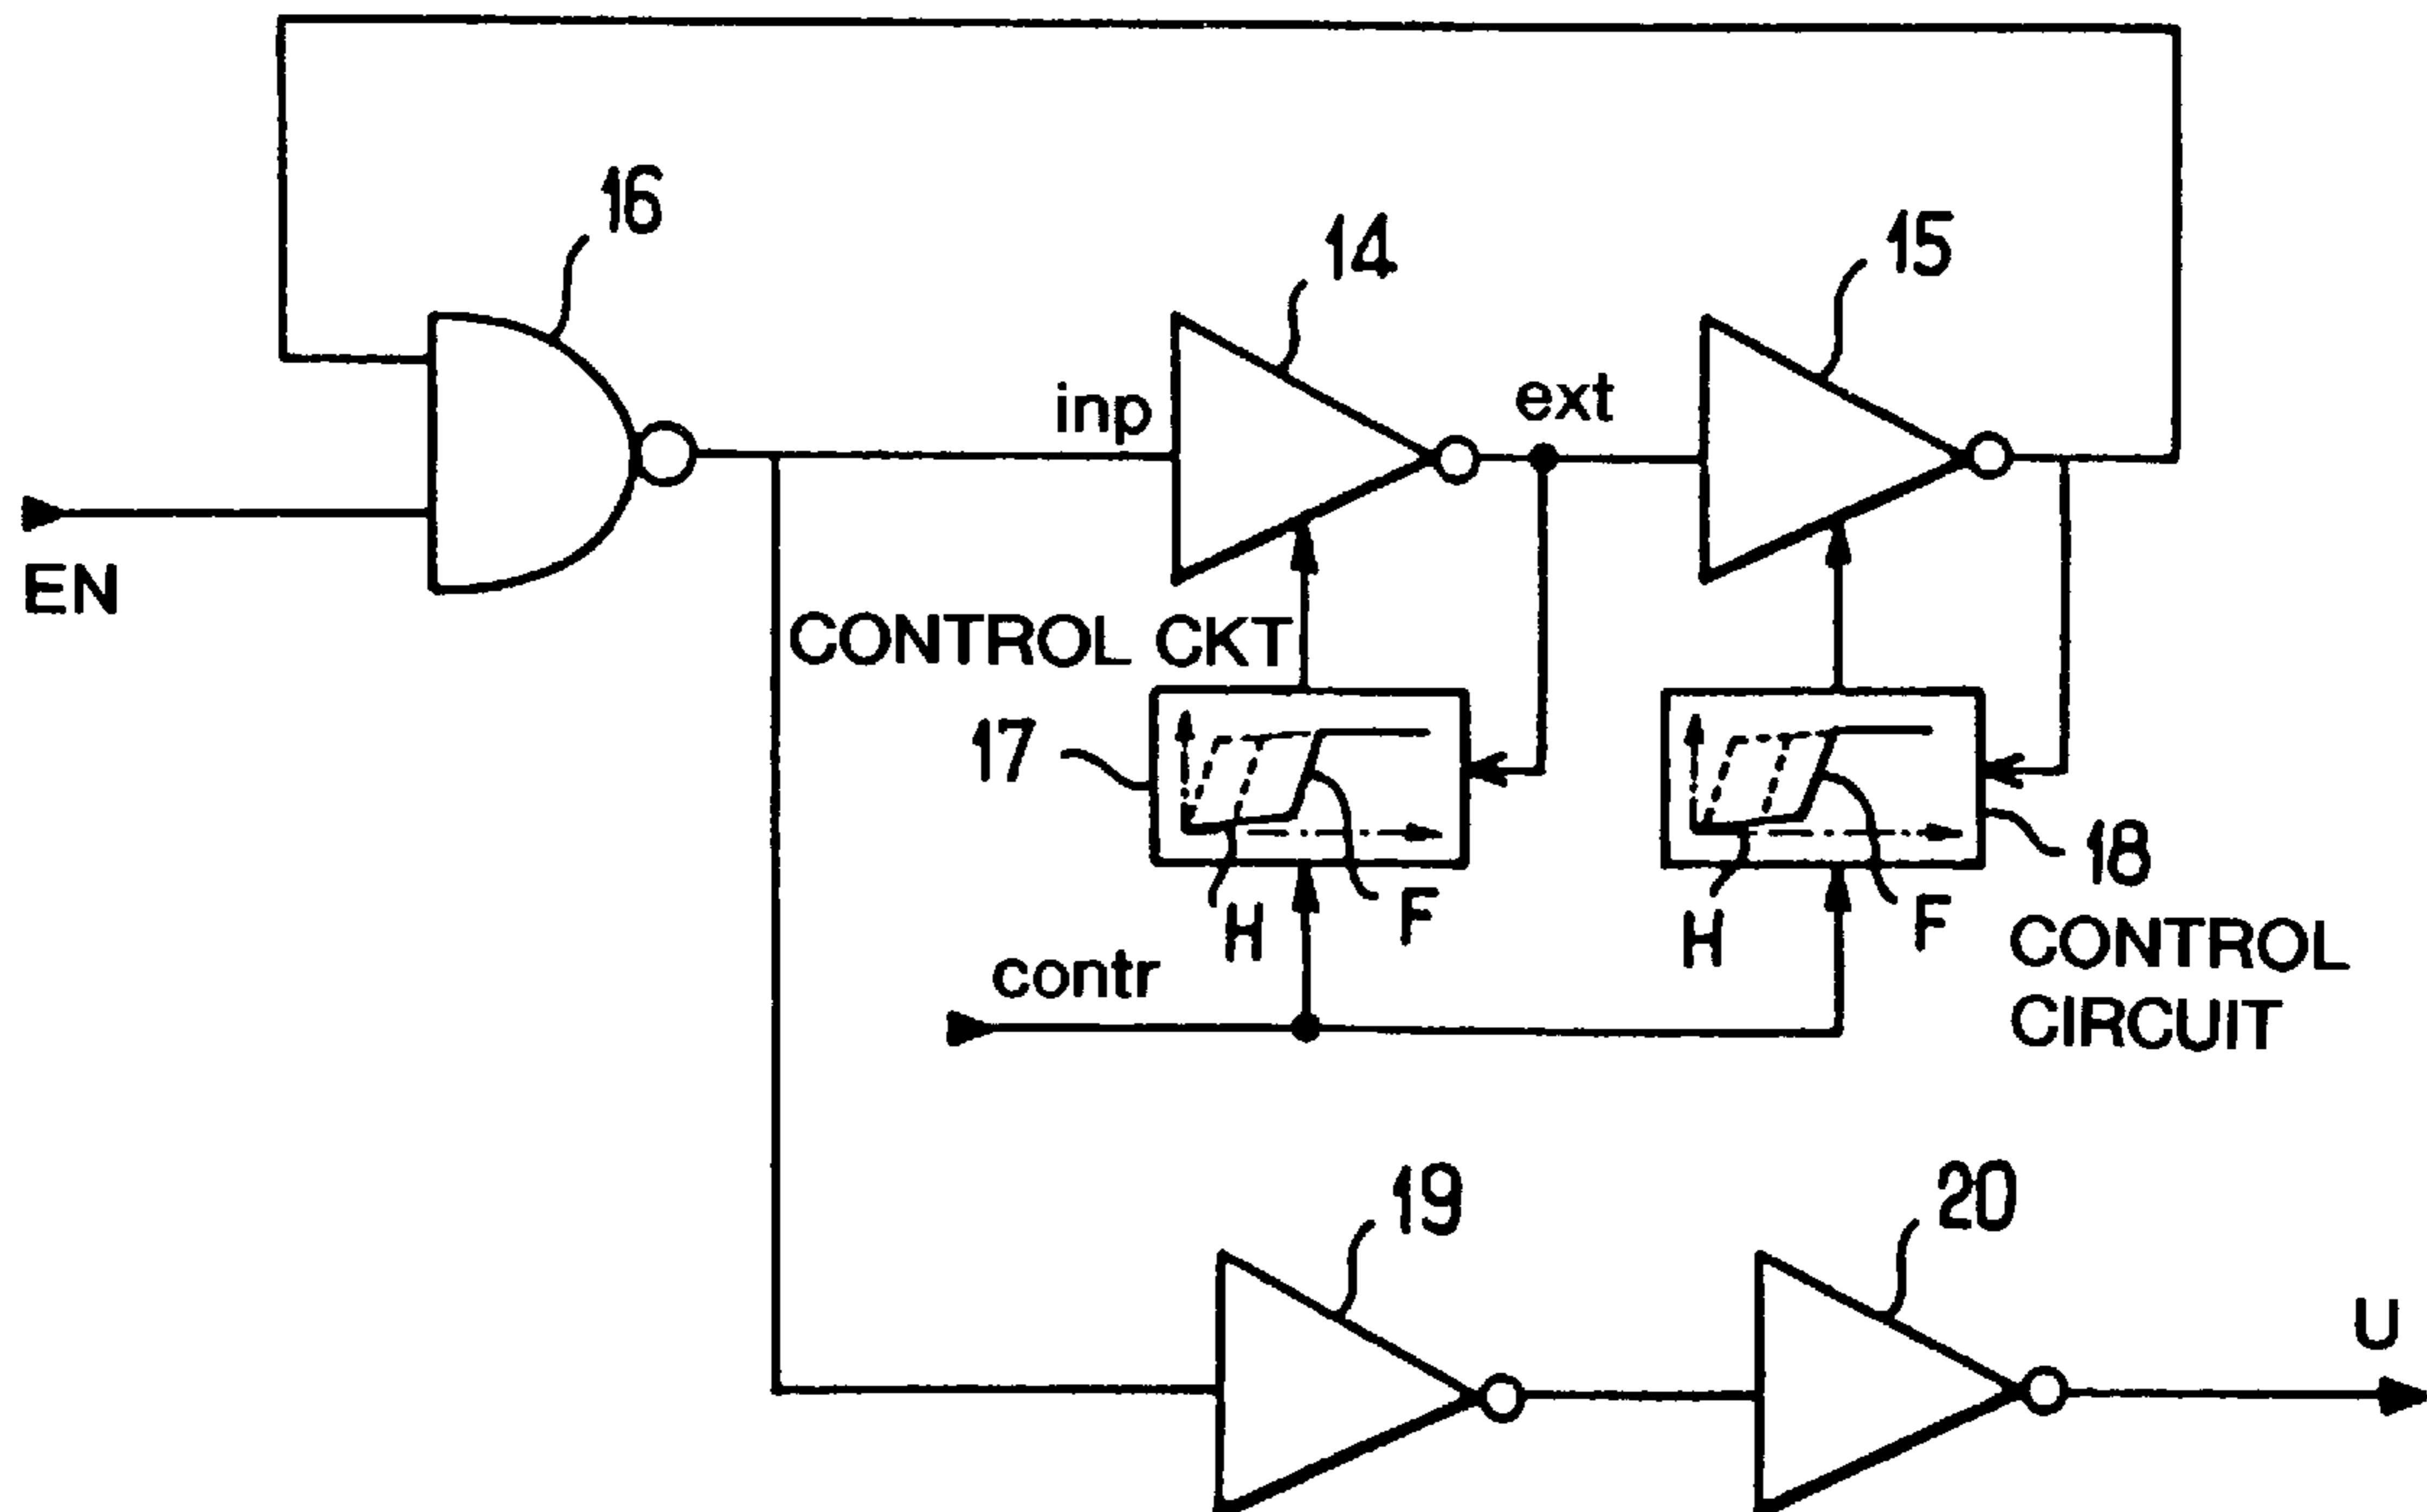 16
14
15
inp
ext
EN
CONTROL CKT
17
18
H
F
H
F
CONTROL
CIRCUIT
contr
19
20
U